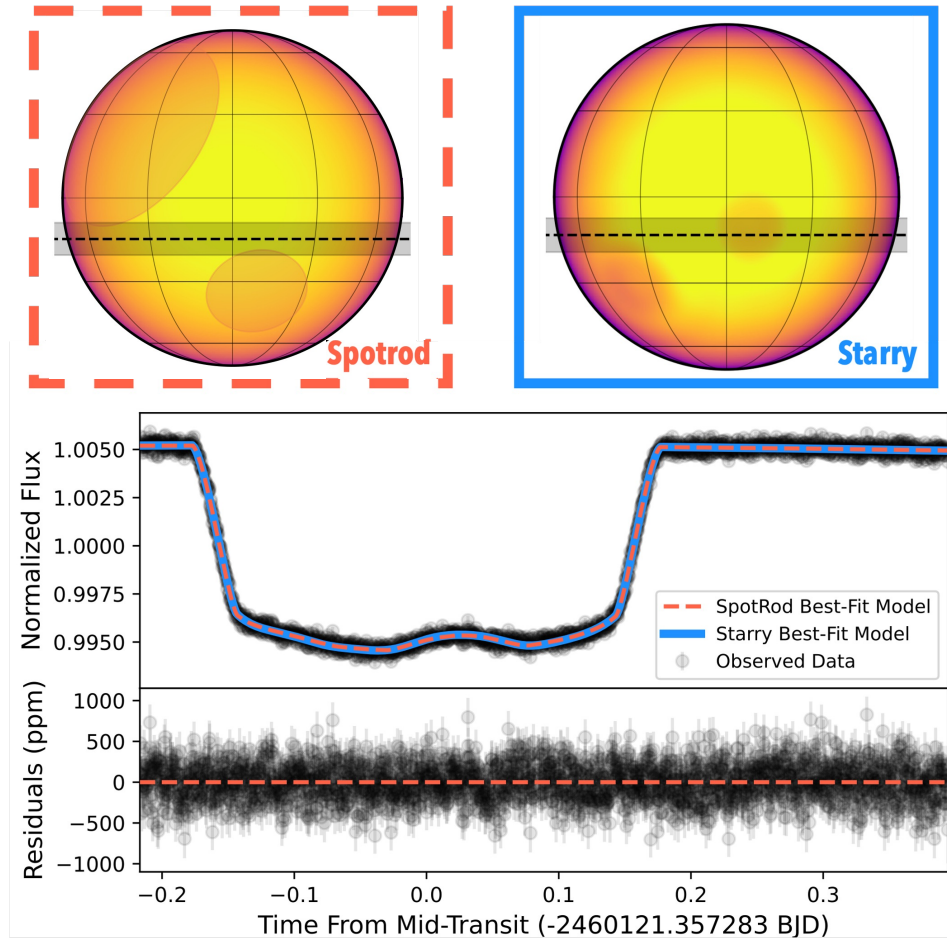 Spotrod
Starry
Normalized Flux
1.0050
1.0025
1.0000
0.9975
0.9950
SpotRod Best-Fit Model
Starry Best-Fit Model
Observed Data
Residuals (ppm)
1000
500
0
−500
−1000
−0.2
−0.1
0.0
0.1
0.2
0.3
Time From Mid-Transit (-2460121.357283 BJD)